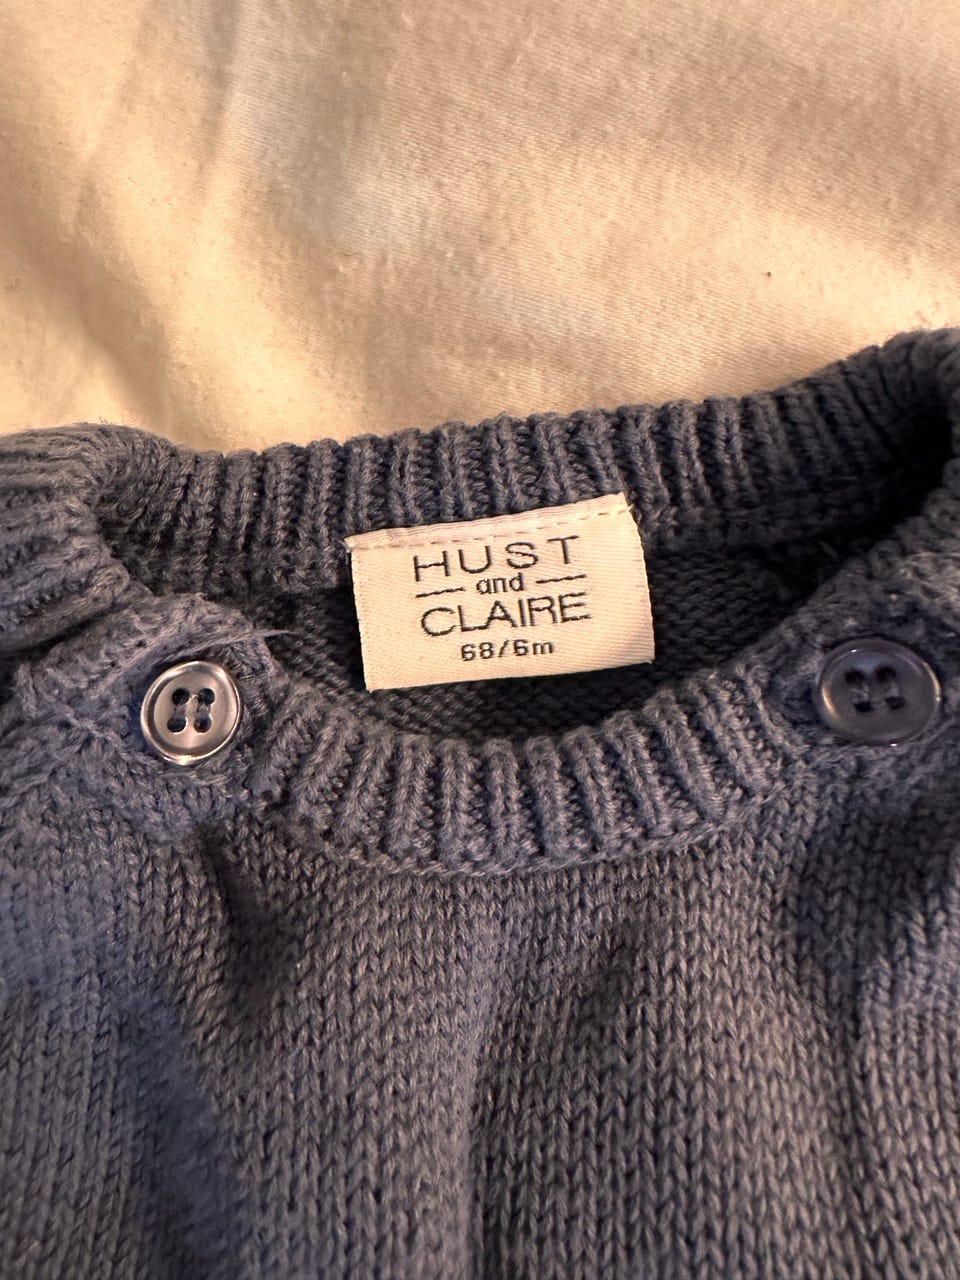 HUST
and
CLAIRE
68/6m